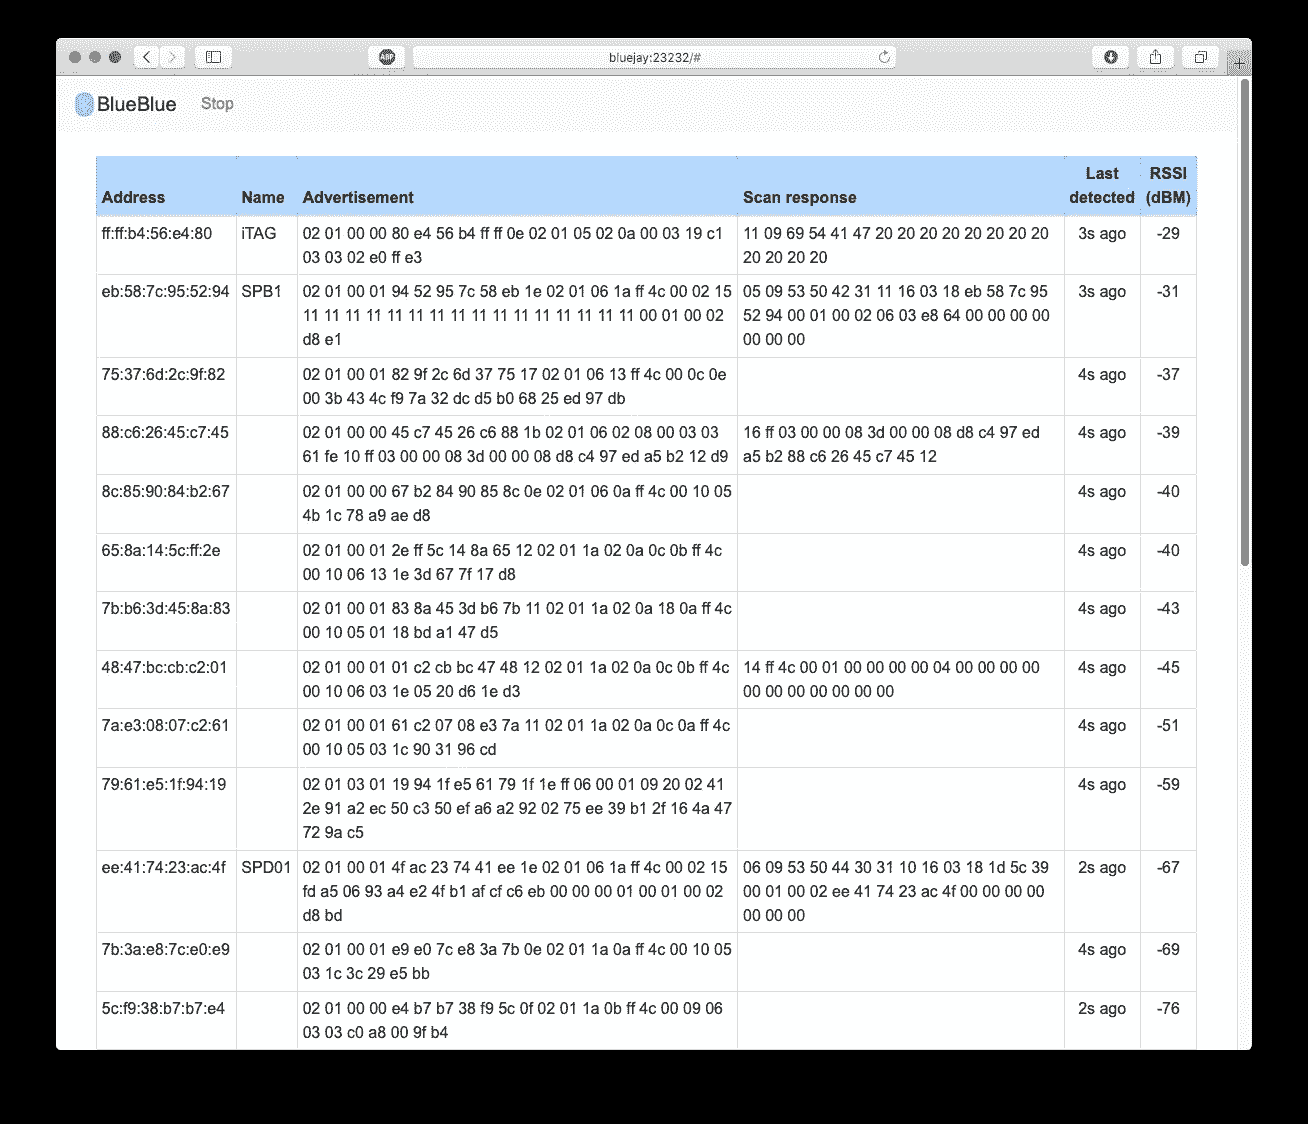 ABP
bluejay:23232/#
BlueBlue Stop
Address Name Advertisement Scan response Last detected RSSI (dBM)
ff:ff:b4:56:e4:80 iTAG 02 01 00 00 80 e4 56 b4 ff ff 0e 02 01 05 02 0a 00 03 19 c1 11 09 69 54 41 47 20 20 20 20 20 20 20 20 3s ago -29
03 03 02 e0 ff e3 20 20 20 20
eb:58:7c:95:52:94 SPB1 02 01 00 01 94 52 95 7c 58 eb 1e 02 01 06 1a ff 4c 00 02 15 05 09 53 50 42 31 11 16 03 18 eb 58 7c 95 3s ago -31
11 11 11 11 11 11 11 11 11 11 11 11 11 11 11 11 00 01 00 02 52 94 00 01 00 02 06 03 e8 64 00 00 00 00
d8 e1 00 00 00
75:37:6d:2c:9f:82 02 01 00 01 82 9f 2c 6d 37 75 17 02 01 06 13 ff 4c 00 0c 0e 4s ago -37
00 3b 43 4c f9 7a 32 dc d5 b0 68 25 ed 97 db
88:c6:26:45:c7:45 02 01 00 00 45 c7 45 26 c6 88 1b 02 01 06 02 08 00 03 03 16 ff 03 00 00 08 3d 00 00 08 d8 c4 97 ed 4s ago -39
61 fe 10 ff 03 00 00 08 3d 00 00 08 d8 c4 97 ed a5 b2 12 d9 a5 b2 88 c6 26 45 c7 45 12
8c:85:90:84:b2:67 02 01 00 00 67 b2 84 90 85 8c 0e 02 01 06 0a ff 4c 00 10 05 4s ago -40
4b 1c 78 a9 ae d8
65:8a:14:5c:ff:2e 02 01 00 01 2e ff 5c 14 8a 65 12 02 01 1a 02 0a 0c 0b ff 4c 4s ago -40
00 10 06 13 1e 3d 67 7f 17 d8
7b:b6:3d:45:8a:83 02 01 00 01 83 8a 45 3d b6 7b 11 02 01 1a 02 0a 18 0a ff 4c 4s ago -43
00 10 05 01 18 bd a1 47 d5
48:47:bc:cb:c2:01 02 01 00 01 01 c2 cb bc 47 48 12 02 01 1a 02 0a 0c 0b ff 4c 14 ff 4c 00 01 00 00 00 00 04 00 00 00 00 4s ago -45
00 10 06 03 1e 05 20 d6 1e d3 00 00 00 00 00 00 00
7a:e3:08:07:c2:61 02 01 00 01 61 c2 07 08 e3 7a 11 02 01 1a 02 0a 0c 0a ff 4c 4s ago -51
00 10 05 03 1c 90 31 96 cd
79:61:e5:1f:94:19 02 01 03 01 19 94 1f e5 61 79 1f 1e ff 06 00 01 09 20 02 41 4s ago -59
2e 91 a2 ec 50 c3 50 ef a6 a2 92 02 75 ee 39 b1 2f 16 4a 47
72 9a c5
ee:41:74:23:ac:4f SPD01 02 01 00 01 4f ac 23 74 41 ee 1e 02 01 06 1a ff 4c 00 02 15 06 09 53 50 44 30 31 10 16 03 18 1d 5c 39 2s ago -67
fd a5 06 93 a4 e2 4f b1 af cf c6 eb 00 00 00 01 00 01 00 02 00 01 00 02 ee 41 74 23 ac 4f 00 00 00 00
d8 bd 00 00 00
7b:3a:e8:7c:e0:e9 02 01 00 01 e9 e0 7c e8 3a 7b 0e 02 01 1a 0a ff 4c 00 10 05 4s ago -69
03 1c 3c 29 e5 bb
5c:f9:38:b7:b7:e4 02 01 00 00 e4 b7 b7 38 f9 5c 0f 02 01 1a 0b ff 4c 00 09 06 2s ago -76
03 03 c0 a8 00 9f b4